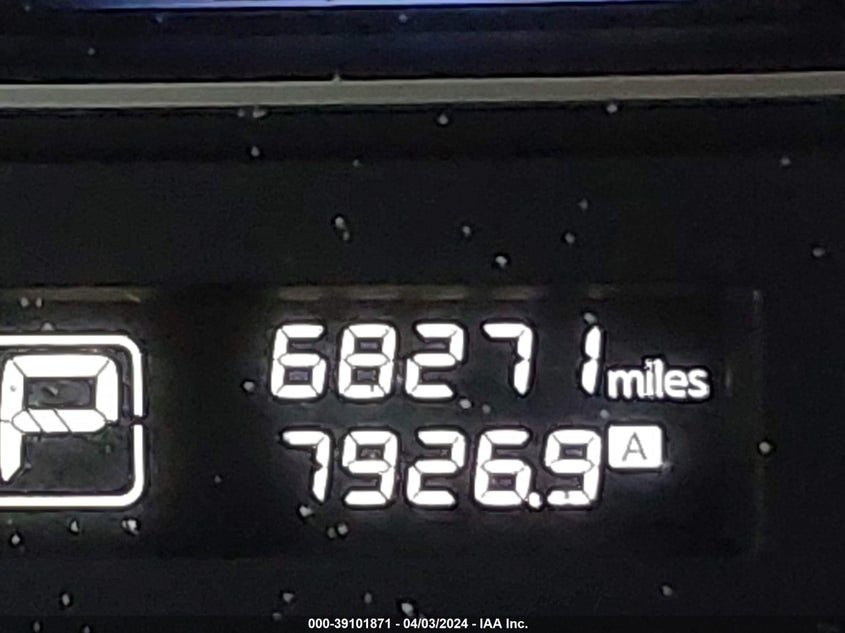 68271 miles
P
7926.9 A
000-39101871 - 04/03/2024 - IAA Inc.